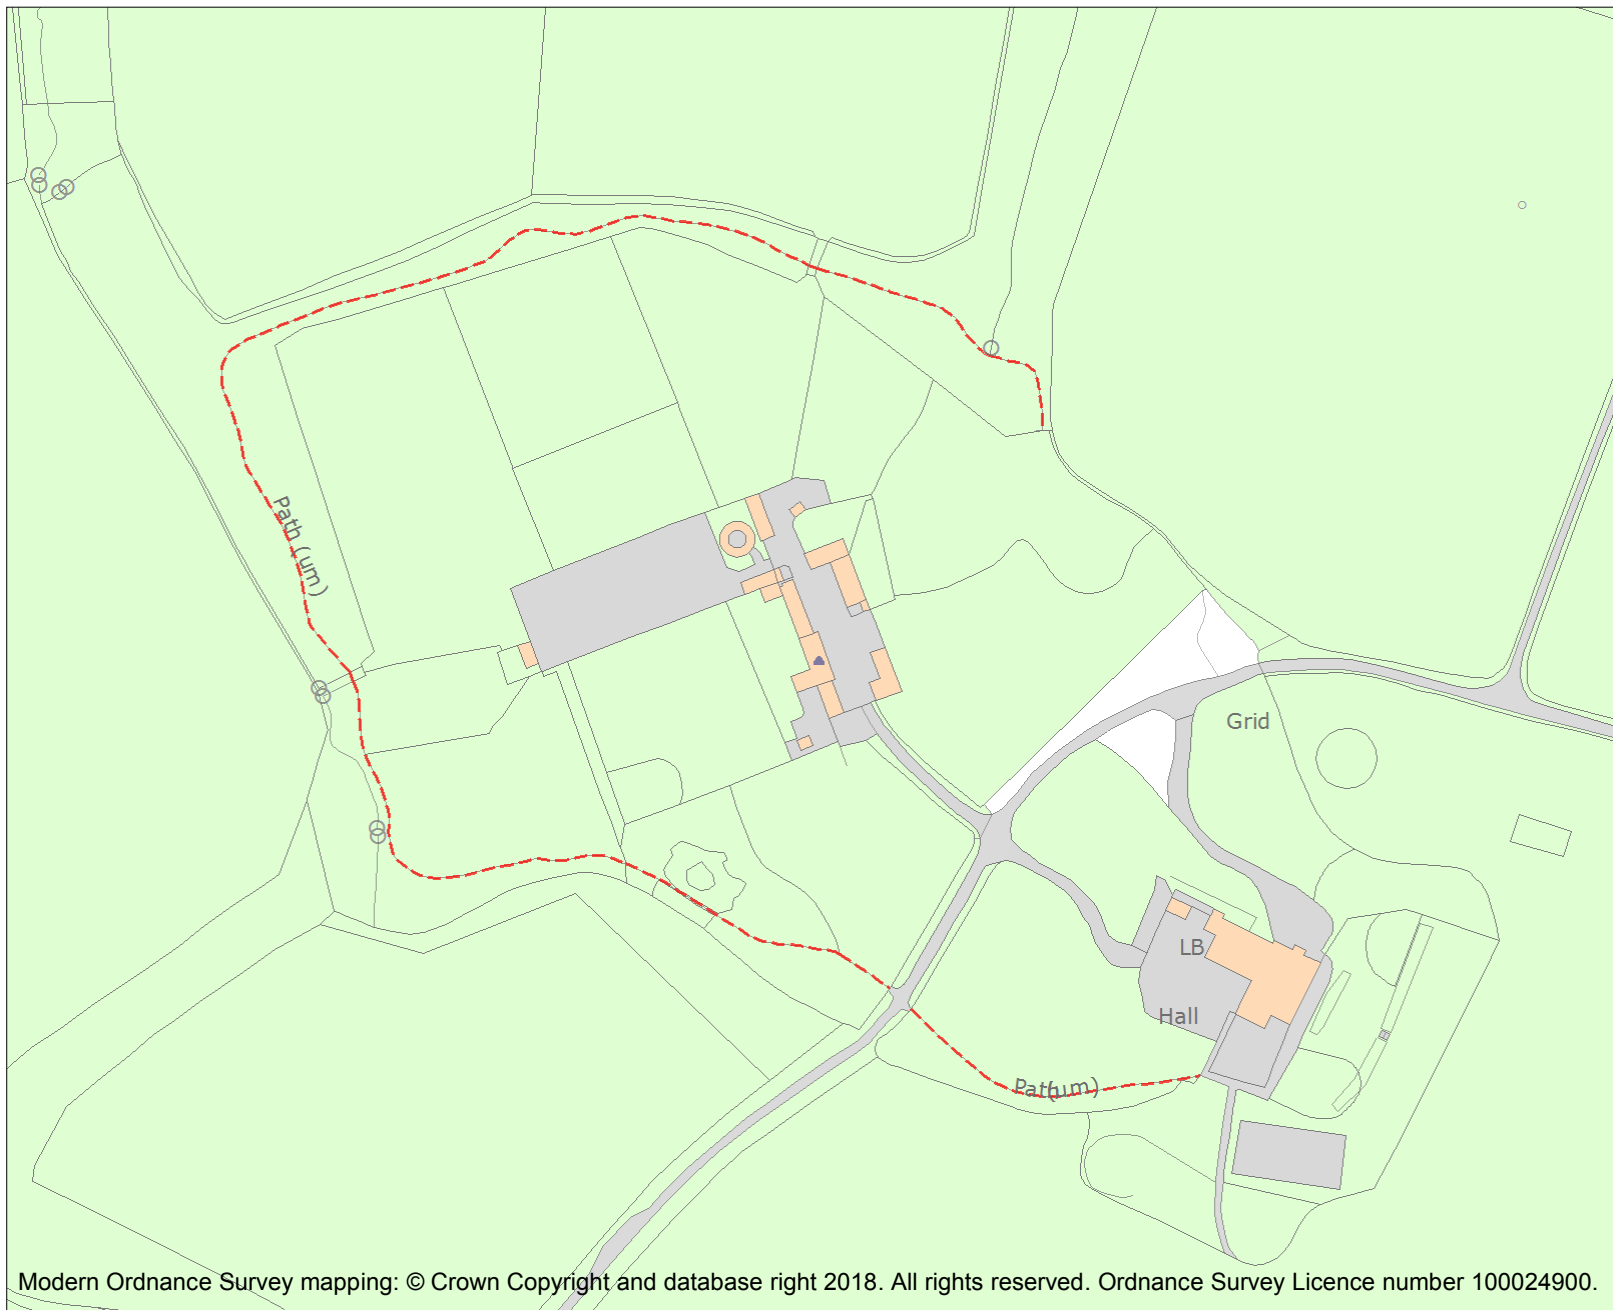 Path (um)
Grid
LB
Hall
Path(um)
Modern Ordnance Survey mapping: © Crown Copyright and database right 2018. All rights reserved. Ordnance Survey Licence number 100024900.